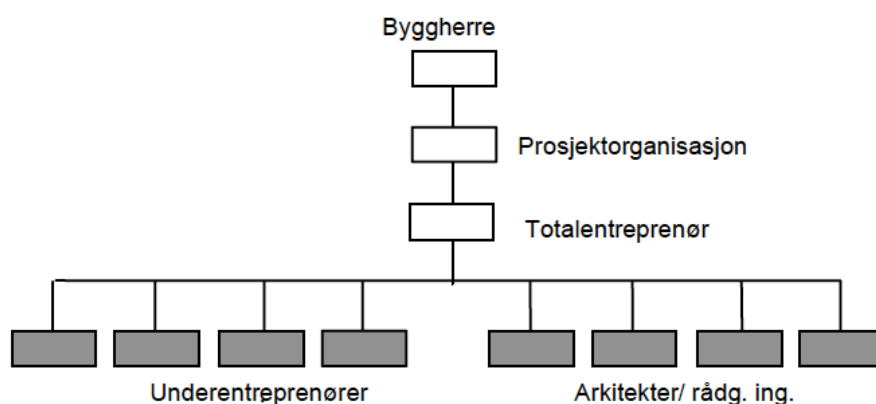 Byggherre
Prosjektorganisasjon
Totalentreprenør
Underentreprenører
Arkitekter/ rådg. ing.